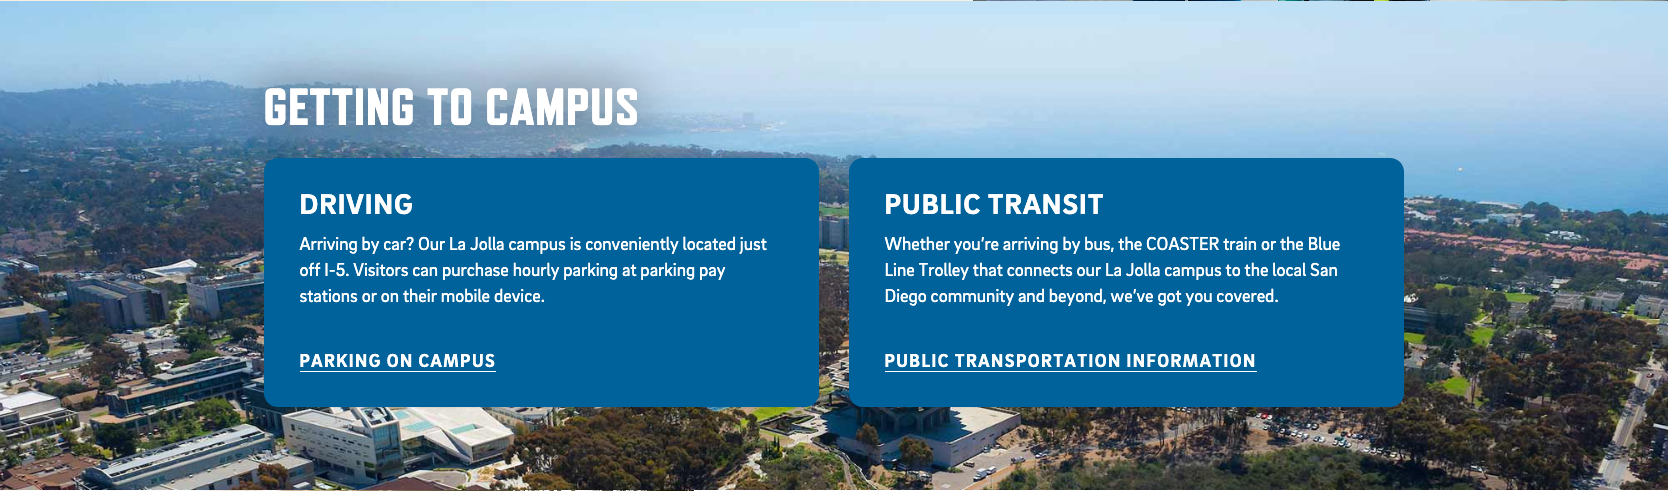 GETTING TO CAMPUS
DRIVING
Arriving by car? Our La Jolla campus is conveniently located just
off I-5. Visitors can purchase hourly parking at parking pay
stations or on their mobile device.
PARKING ON CAMPUS
PUBLIC TRANSIT
Whether you’re arriving by bus, the COASTER train or the Blue
Line Trolley that connects our La Jolla campus to the local San
Diego community and beyond, we’ve got you covered.
PUBLIC TRANSPORTATION INFORMATION